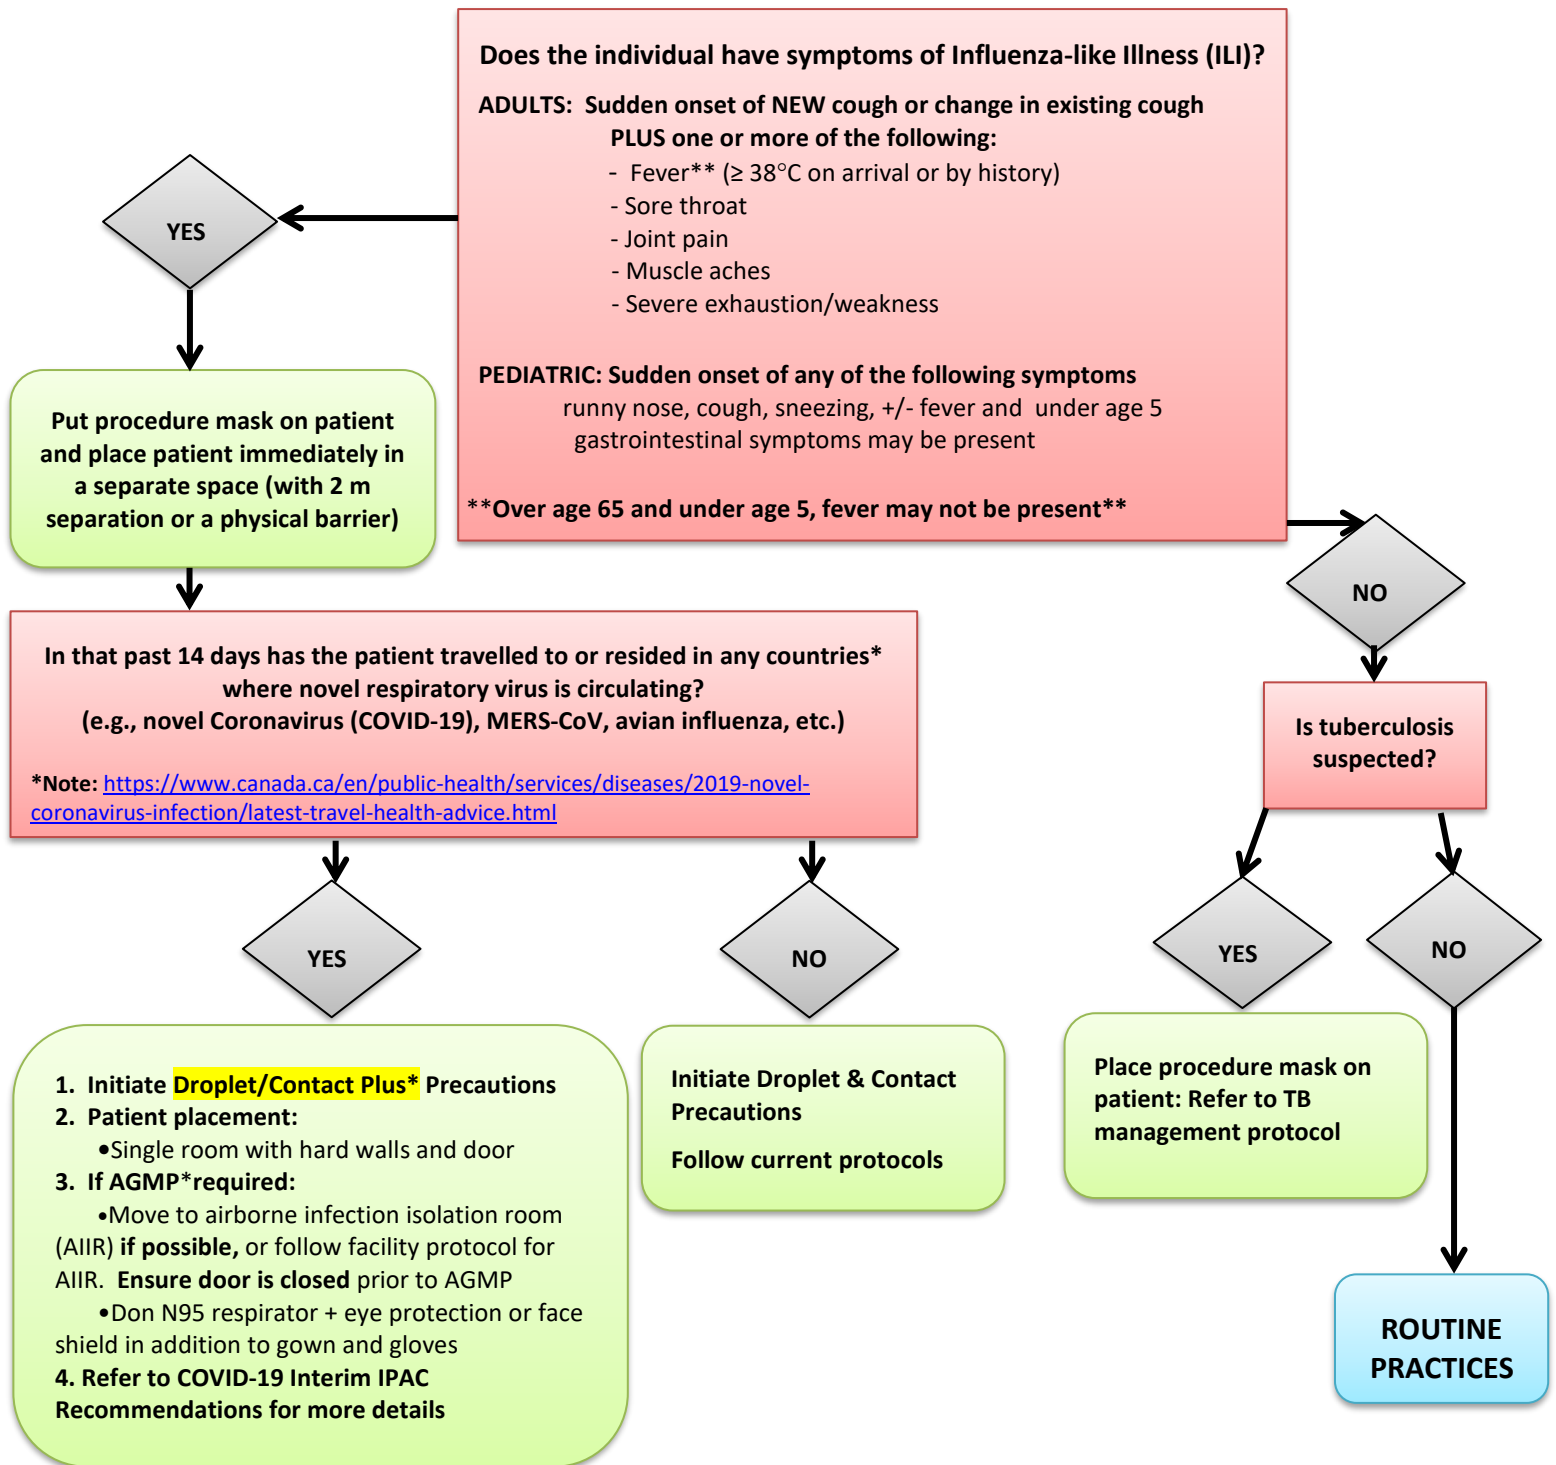 Does the individual have symptoms of Influenza-like Illness (ILI)?
ADULTS: Sudden onset of NEW cough or change in existing cough
PLUS one or more of the following:
- Fever** (≥ 38°C on arrival or by history)
- Sore throat
- Joint pain
- Muscle aches
- Severe exhaustion/weakness
PEDIATRIC: Sudden onset of any of the following symptoms
runny nose, cough, sneezing, +/- fever and under age 5
gastrointestinal symptoms may be present
**Over age 65 and under age 5, fever may not be present**
YES
Put procedure mask on patient
and place patient immediately in
a separate space (with 2 m
separation or a physical barrier)
NO
In that past 14 days has the patient travelled to or resided in any countries*
where novel respiratory virus is circulating?
(e.g., novel Coronavirus (COVID-19), MERS-CoV, avian influenza, etc.)
*Note: https://www.canada.ca/en/public-health/services/diseases/2019-novel-
coronavirus-infection/latest-travel-health-advice.html
Is tuberculosis
suspected?
YES
NO
YES
NO
1. Initiate Droplet/Contact Plus* Precautions
2. Patient placement:
•Single room with hard walls and door
3. If AGMP*required:
•Move to airborne infection isolation room
(AIIR) if possible, or follow facility protocol for
AIIR. Ensure door is closed prior to AGMP
•Don N95 respirator + eye protection or face
shield in addition to gown and gloves
4. Refer to COVID-19 Interim IPAC
Recommendations for more details
Initiate Droplet & Contact
Precautions
Follow current protocols
Place procedure mask on
patient: Refer to TB
management protocol
ROUTINE
PRACTICES